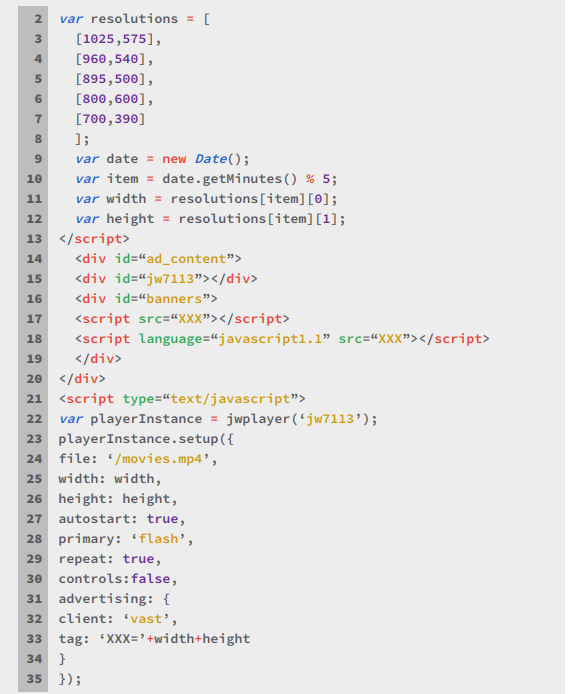 2 var resolutions = [
3 [1025,575],
4 [960,540],
5 [895,500],
6 [800,600],
7 [700,390]
8 ];
9 var date = new Date();
10 var item = date.getMinutes() % 5;
11 var width = resolutions[item][0];
12 var height = resolutions[item][1];
13 </script>
14 <div id=“ad_content”>
15 <div id=“jw7113”></div>
16 <div id=“banners”>
17 <script src=“XXX”></script>
18 <script language=“javascript1.1” src=“XXX”></script>
19 </div>
20 </div>
21 <script type=“text/javascript”>
22 var playerInstance = jwplayer(‘jw7113’);
23 playerInstance.setup({
24 file: ‘/movies.mp4’,
25 width: width,
26 height: height,
27 autostart: true,
28 primary: ‘flash’,
29 repeat: true,
30 controls:false,
31 advertising: {
32 client: ‘vast’,
33 tag: ‘XXX=’+width+height
34 }
35 });